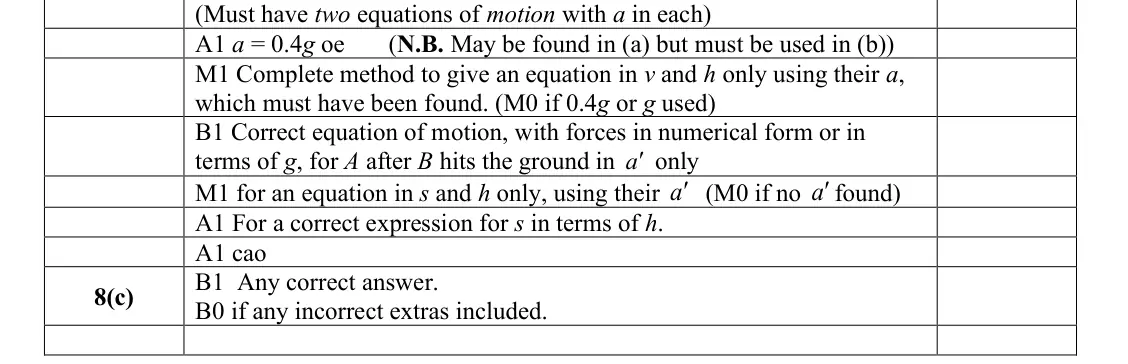 (Must have two equations of motion with a in each)
A1 a = 0.4g oe (N.B. May be found in (a) but must be used in (b))
M1 Complete method to give an equation in v and h only using their a,
which must have been found. (M0 if 0.4g or g used)
B1 Correct equation of motion, with forces in numerical form or in
terms of g, for A after B hits the ground in a′ only
M1 for an equation in s and h only, using their a′ (M0 if no a′ found)
A1 For a correct expression for s in terms of h.
A1 cao
8(c)
B1 Any correct answer.
B0 if any incorrect extras included.